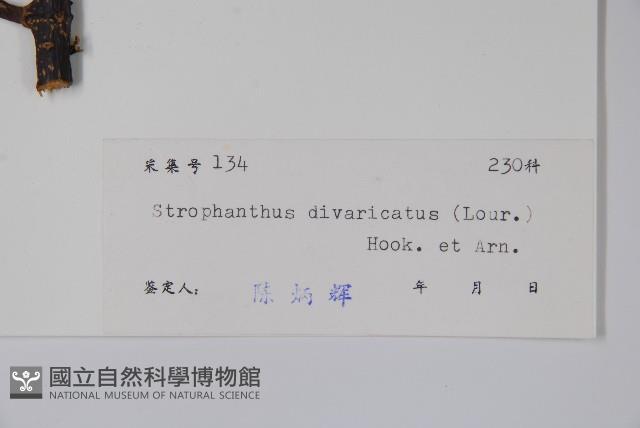 采集号 134 230科
Strophanthus divaricatus (Lour.)
Hook. et Arn.
鉴定人: 陈炳辉 年 月 日
國立自然科學博物館
NATIONAL MUSEUM OF NATURAL SCIENCE